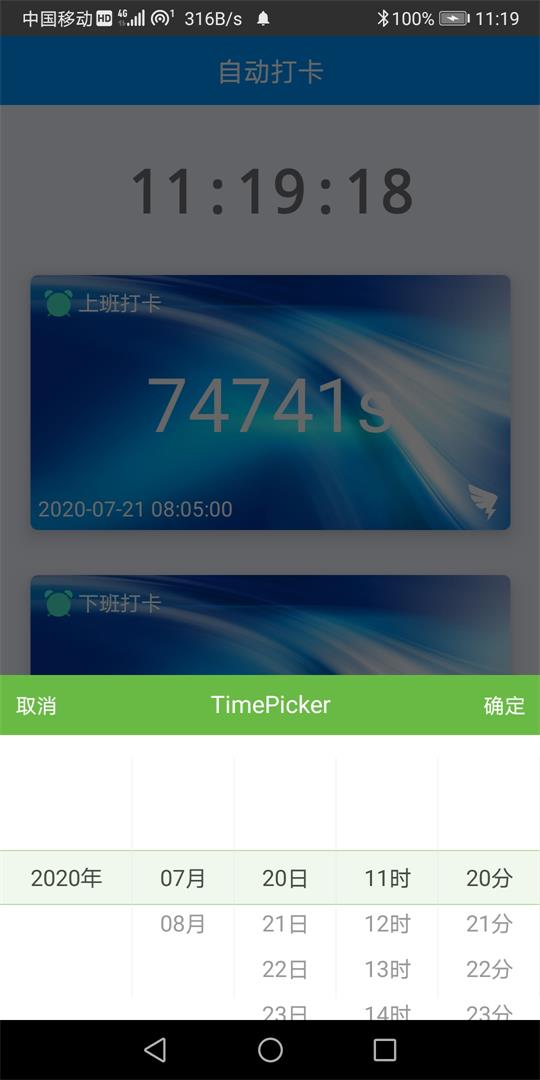 中国移动 HD 4G 1 316B/s 100% 11:19
自动打卡
11:19:18
上班打卡
74741s
2020-07-21 08:05:00
下班打卡
取消 TimePicker 确定
2020年 07月 20日 11时 20分
08月 21日 12时 21分
22日 13时 22分
23日 14时 23分